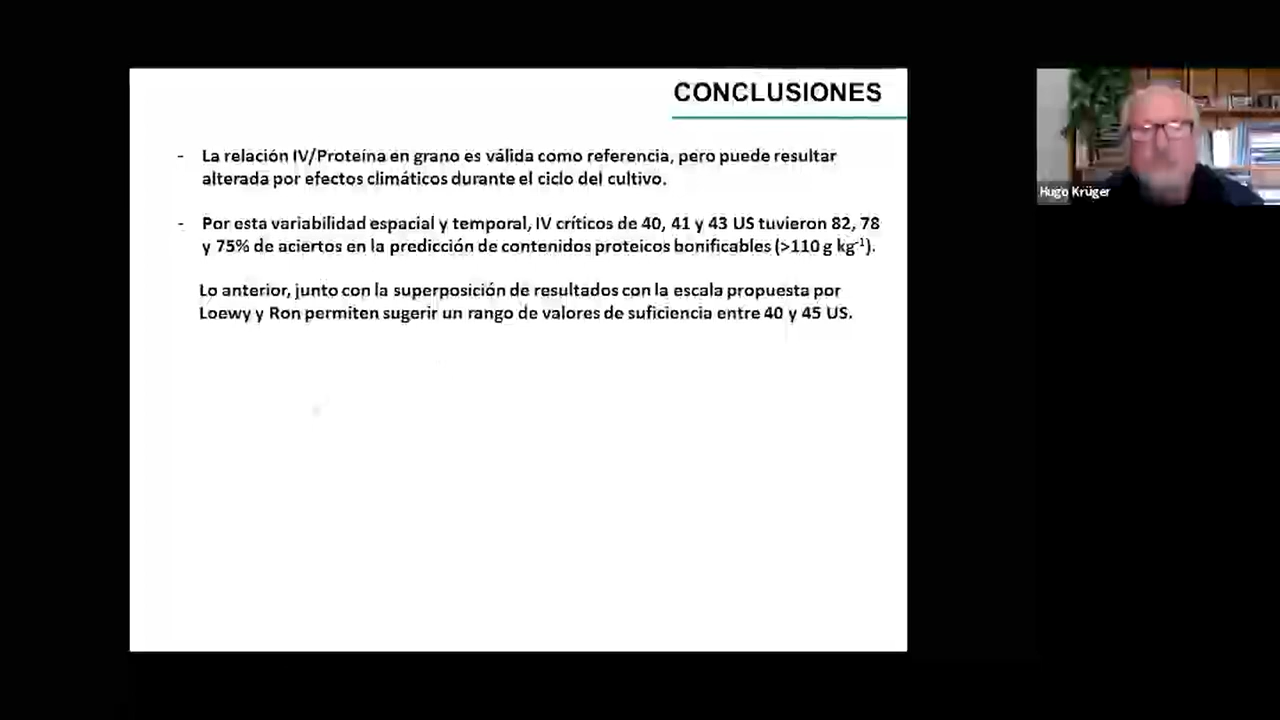 CONCLUSIONES
- La relación IV/Proteína en grano es válida como referencia, pero puede resultar
alterada por efectos climáticos durante el ciclo del cultivo.
- Por esta variabilidad espacial y temporal, IV críticos de 40, 41 y 43 US tuvieron 82, 78
y 75% de aciertos en la predicción de contenidos proteicos bonificables (>110 g kg⁻¹).
Lo anterior, junto con la superposición de resultados con la escala propuesta por
Loewy y Ron permiten sugerir un rango de valores de suficiencia entre 40 y 45 US.
Hugo Krüger